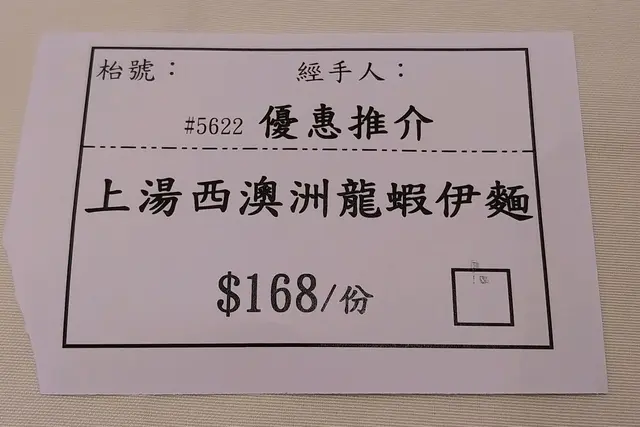 枱號： 經手人：
#5622 優惠推介
上湯西澳洲龍蝦伊麵
$168/份